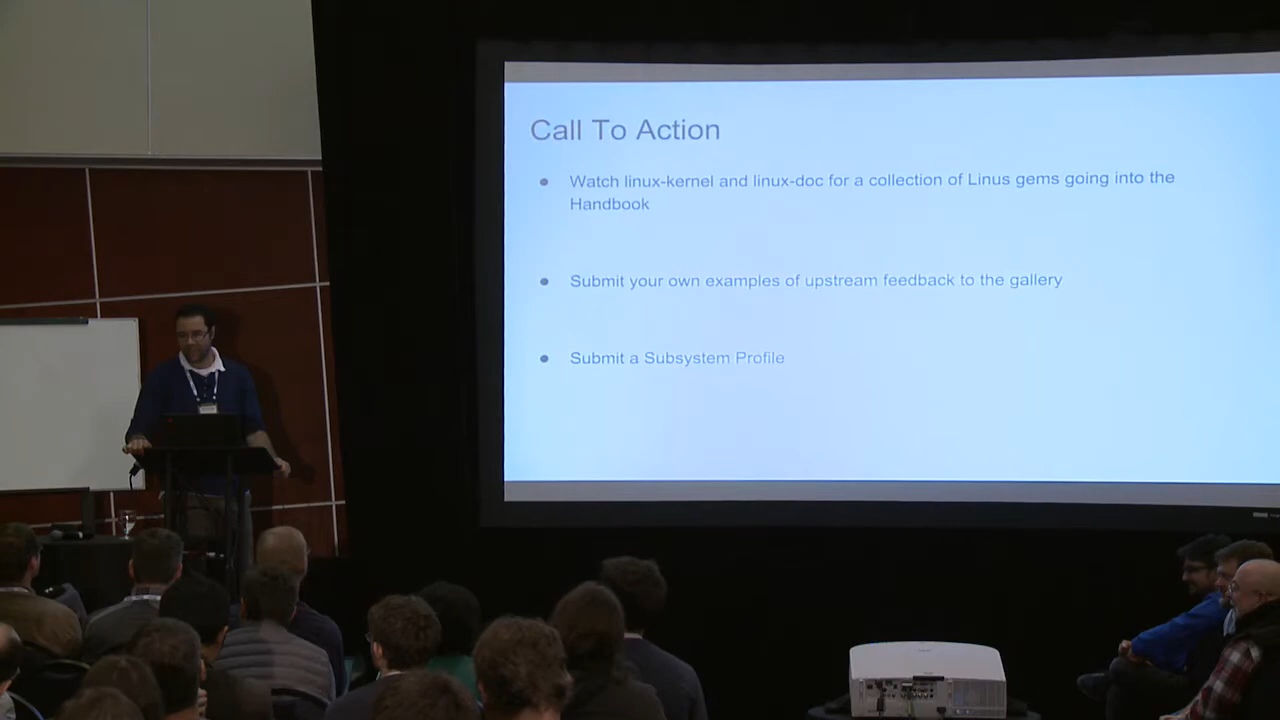 Call To Action
● Watch linux-kernel and linux-doc for a collection of Linus gems going into the
Handbook
● Submit your own examples of upstream feedback to the gallery
● Submit a Subsystem Profile